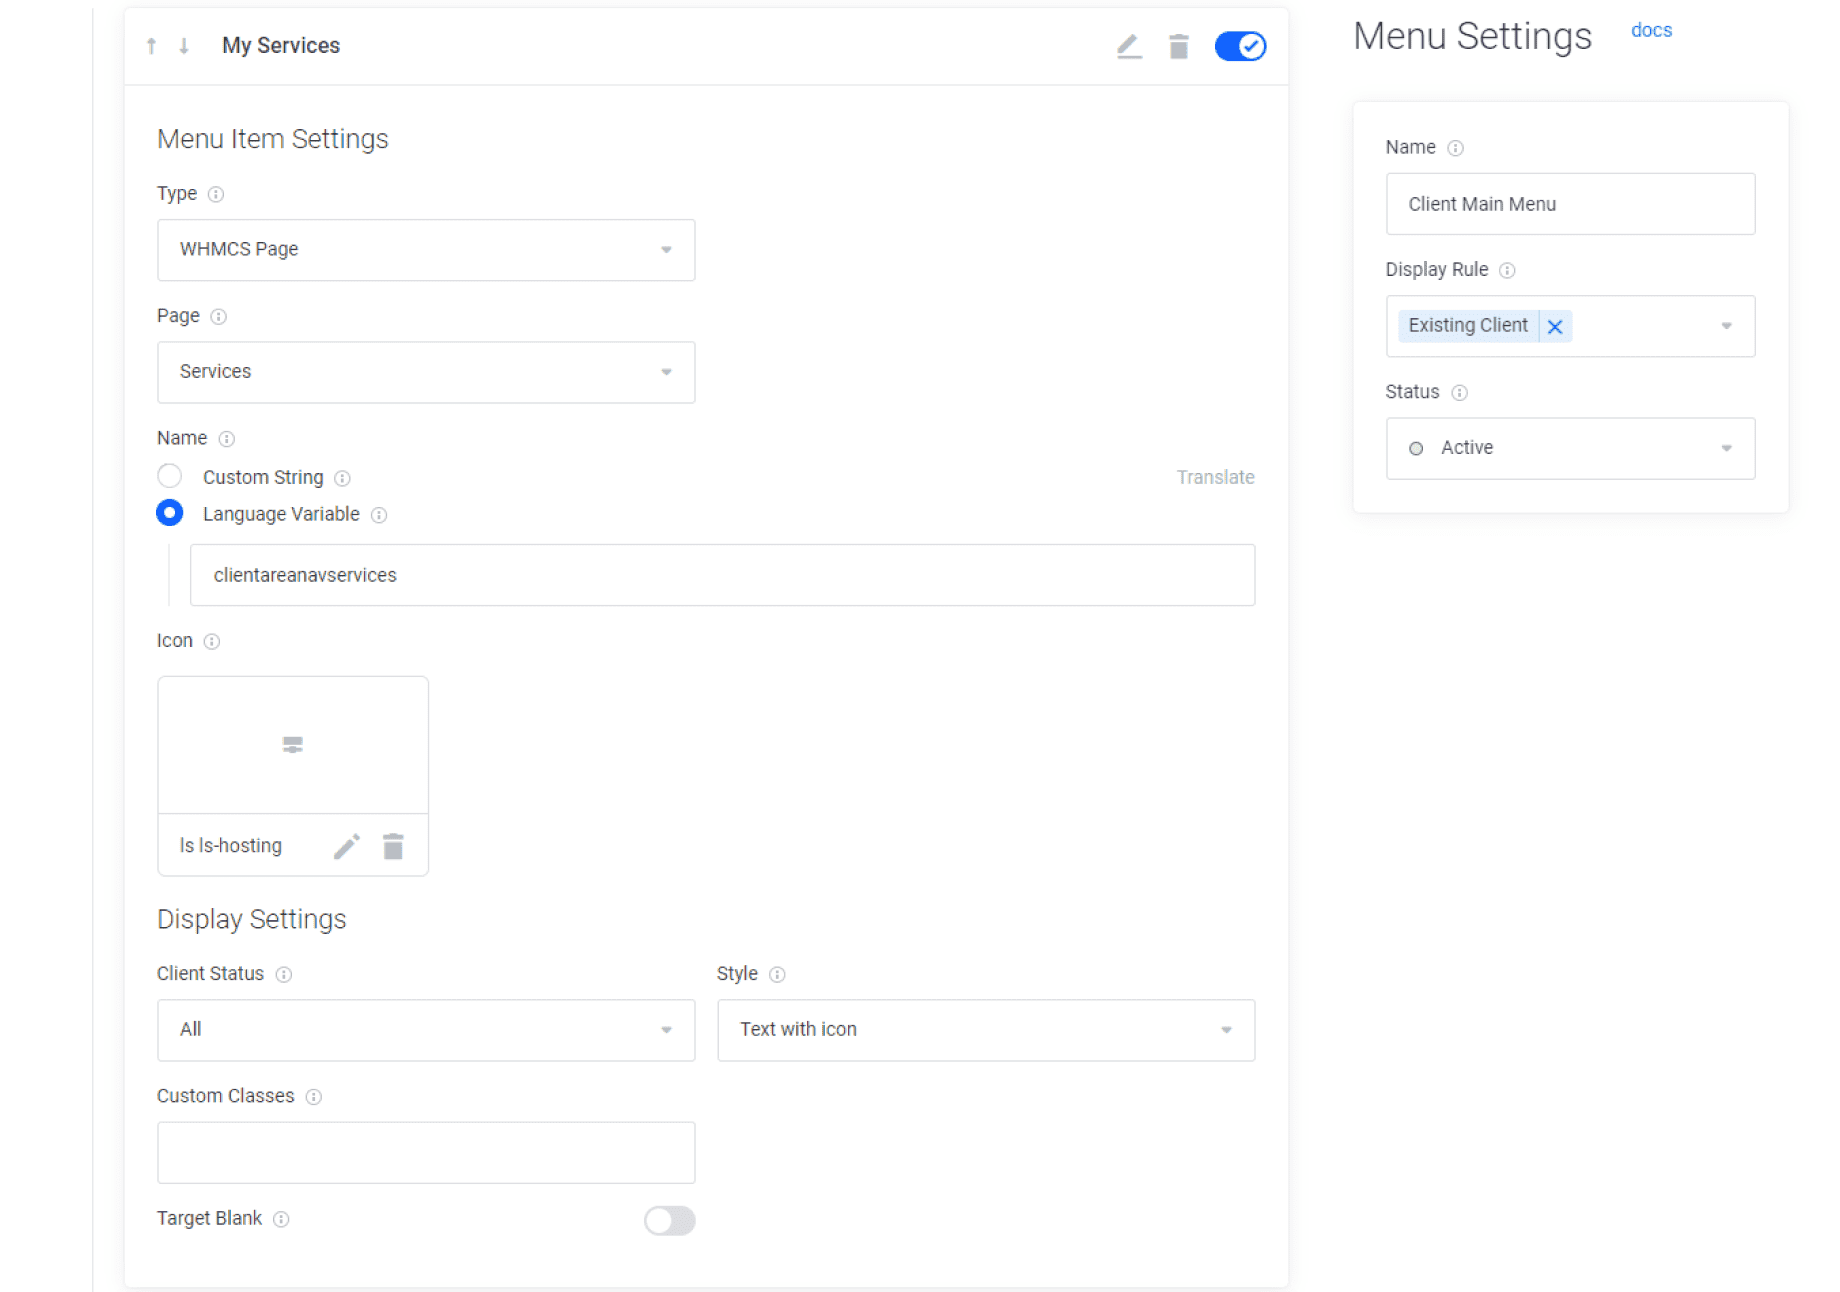 My Services
Menu Item Settings
Type
WHMCS Page
Page
Services
Name
Custom String
Translate
Language Variable
clientareanavservices
Icon
ls ls-hosting
Display Settings
Client Status
Style
All
Text with icon
Custom Classes
Target Blank
Menu Settings
docs
Name
Client Main Menu
Display Rule
Existing Client
Status
Active